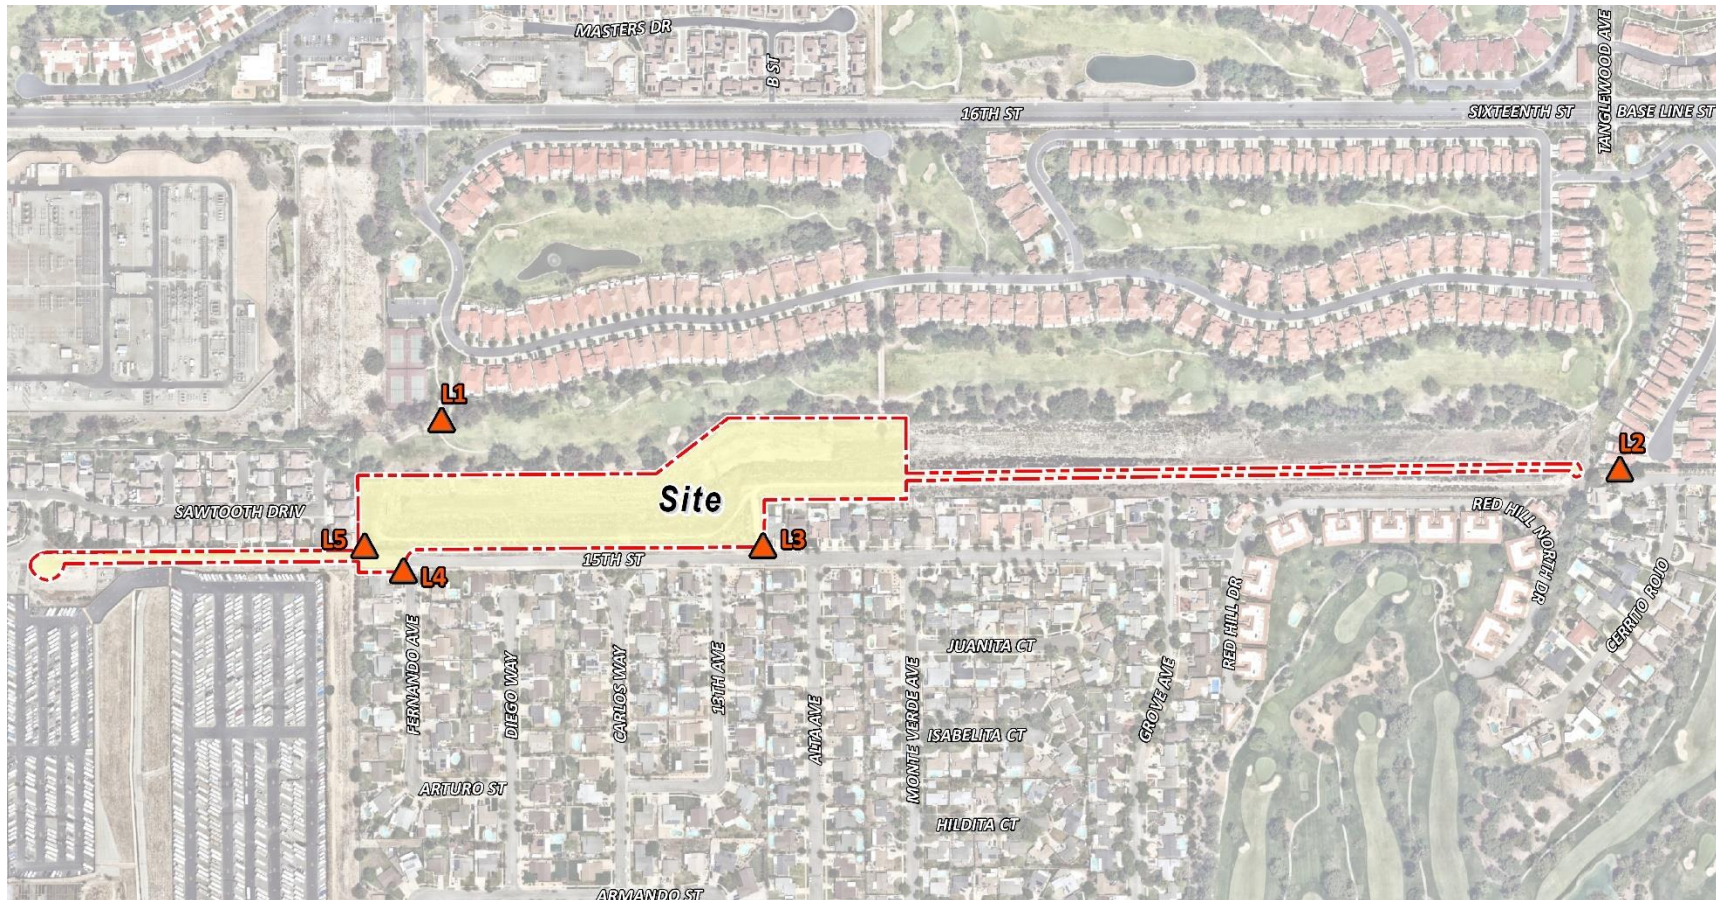 MASTERS DR
B ST
TANGLEWOOD AVE
16TH ST
SIXTEENTH ST
BASE LINE ST
L1
L2
Site
SAWTOOTH DRIV
RED HILL NORTH DR
L5
L3
15TH ST
L4
FERNANDO AVE
DIEGO WAY
CARLOS WAY
13TH AVE
ALTA AVE
MONTE VERDE AVE
JUANITA CT
GROVE AVE
RED HILL DR
CERRITO ROJO
ISABELITA CT
ARTURO ST
HILDITA CT
ARMANDO ST